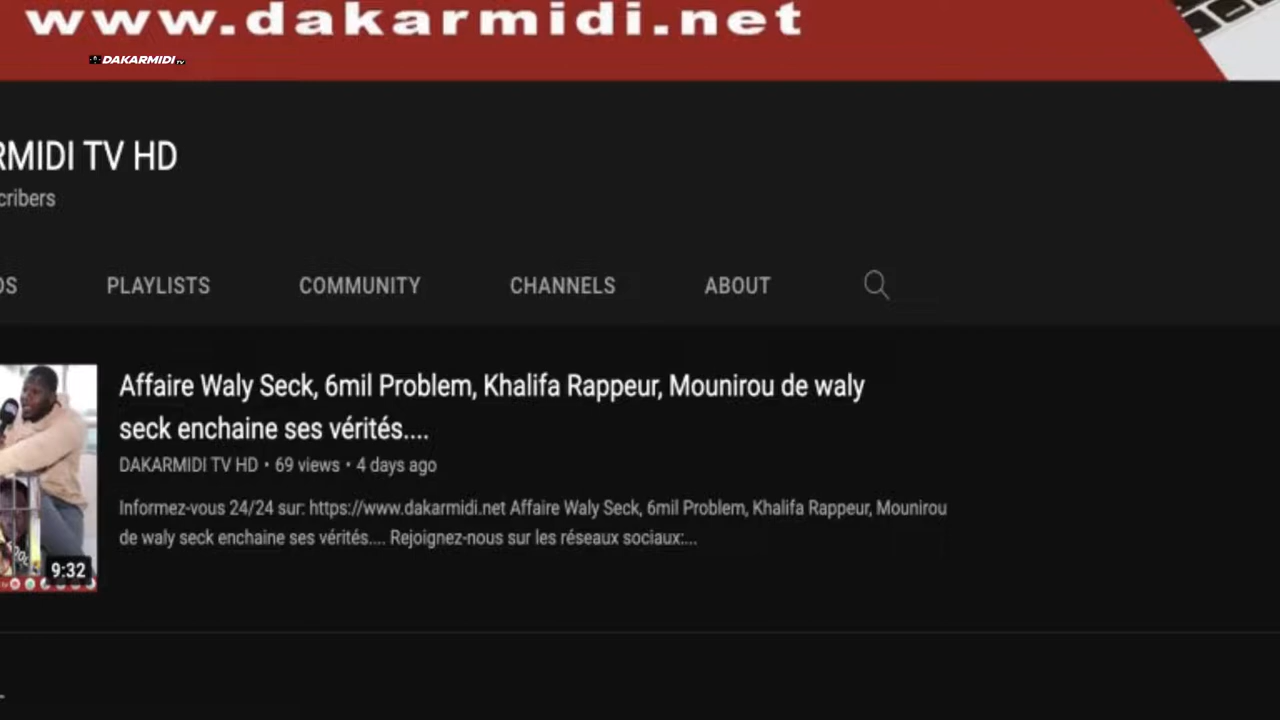 www.dakarmidi.net
DAKARMIDI TV
RMIDI TV HD
cribers
OS
PLAYLISTS
COMMUNITY
CHANNELS
ABOUT
Affaire Waly Seck, 6mil Problem, Khalifa Rappeur, Mounirou de waly
seck enchaine ses vérités....
DAKARMIDI TV HD • 69 views • 4 days ago
Informez-vous 24/24 sur: https://www.dakarmidi.net Affaire Waly Seck, 6mil Problem, Khalifa Rappeur, Mounirou
de waly seck enchaine ses vérités.... Rejoignez-nous sur les réseaux sociaux:...
9:32